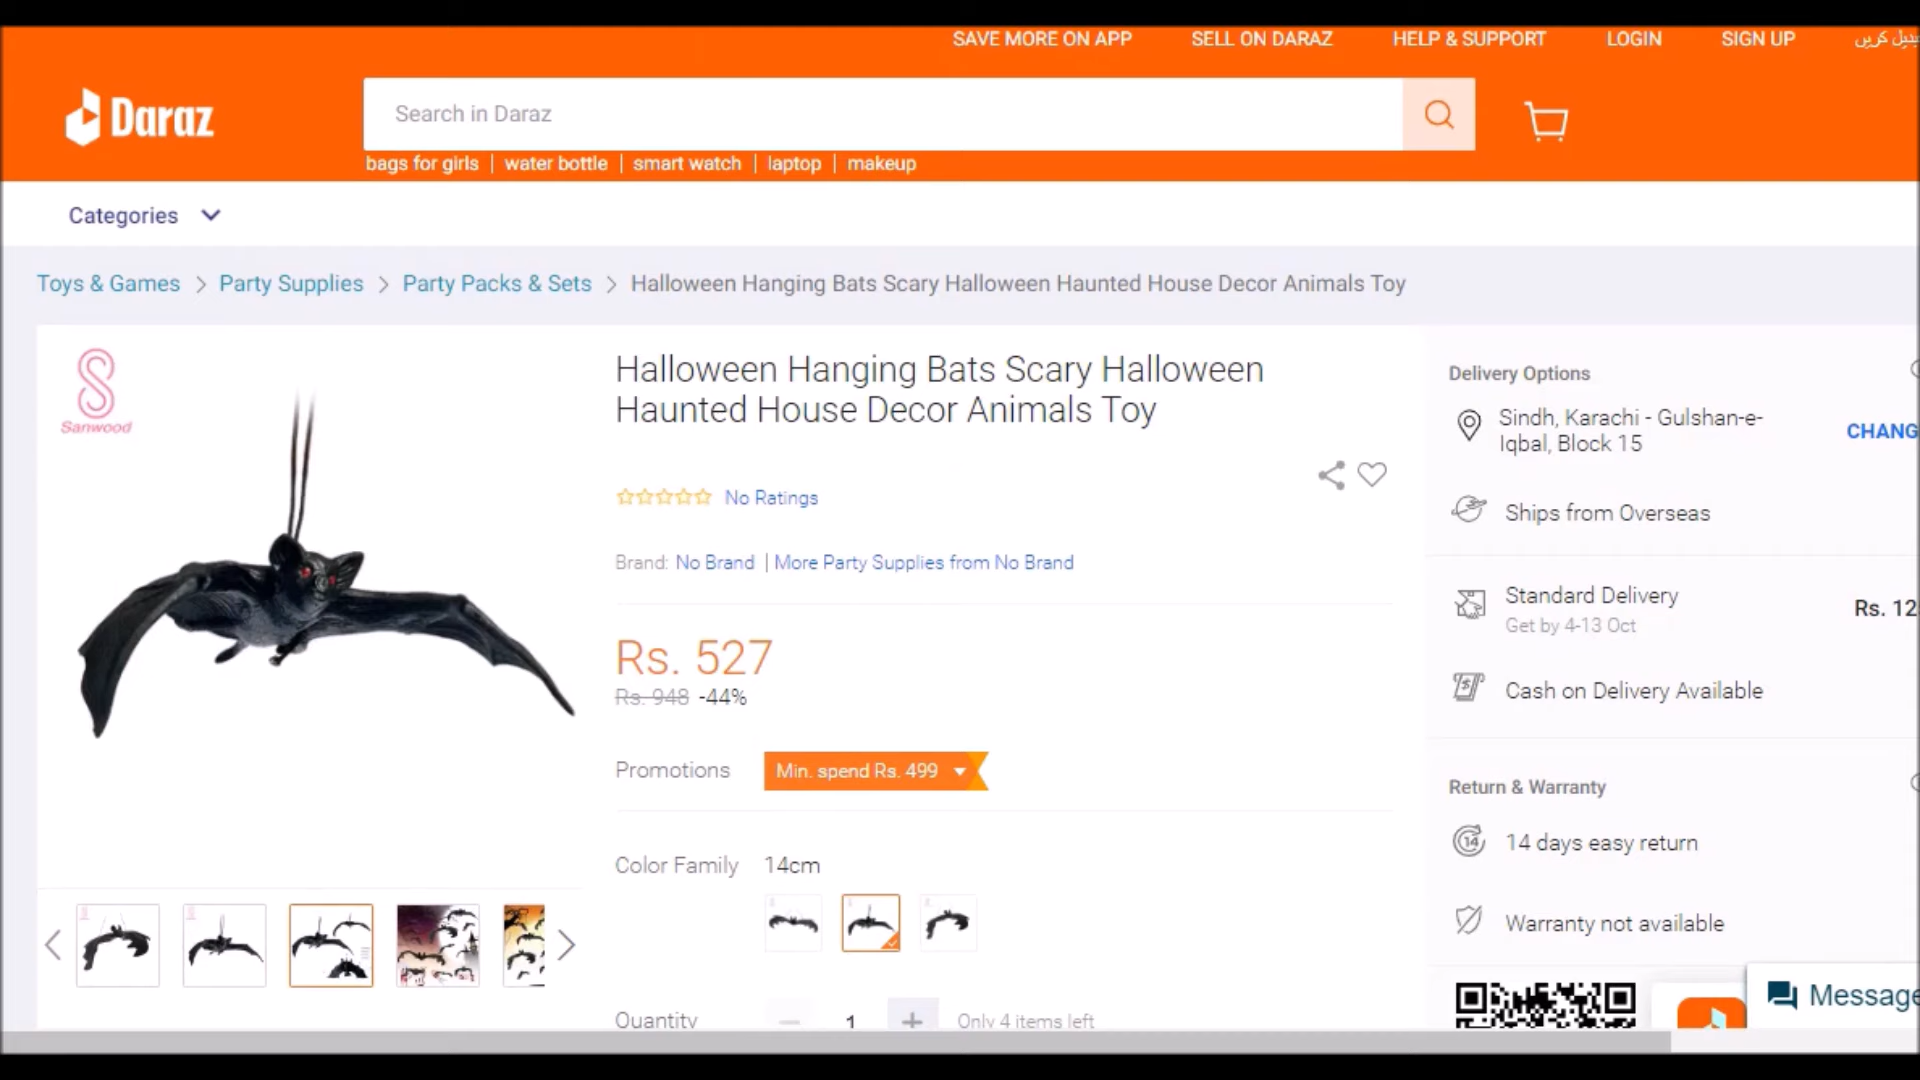 SAVE MORE ON APP SELL ON DARAZ HELP & SUPPORT LOGIN SIGN UP
Daraz
Search in Daraz
bags for girls | water bottle | smart watch | laptop | makeup
Categories
Toys & Games > Party Supplies > Party Packs & Sets > Halloween Hanging Bats Scary Halloween Haunted House Decor Animals Toy
Sanwood
Halloween Hanging Bats Scary Halloween
Haunted House Decor Animals Toy
No Ratings
Brand: No Brand | More Party Supplies from No Brand
Rs. 527
Rs. 948 -44%
Promotions Min. spend Rs. 499
Color Family 14cm
Quantity 1 Only 4 items left
Delivery Options
Sindh, Karachi - Gulshan-e-
Iqbal, Block 15
CHANG
Ships from Overseas
Standard Delivery Rs. 12
Get by 4-13 Oct
Cash on Delivery Available
Return & Warranty
14 days easy return
Warranty not available
Message